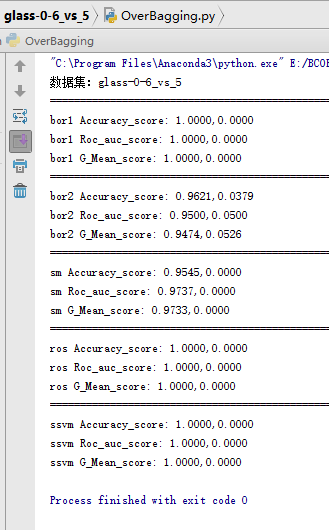 glass-0-6_vs_5
OverBagging.py
OverBagging
"C:\Program Files\Anaconda3\python.exe" E:/BCOE
数据集: glass-0-6_vs_5
bor1 Accuracy_score: 1.0000,0.0000
bor1 Roc_auc_score: 1.0000,0.0000
bor1 G_Mean_score: 1.0000,0.0000
bor2 Accuracy_score: 0.9621,0.0379
bor2 Roc_auc_score: 0.9500,0.0500
bor2 G_Mean_score: 0.9474,0.0526
sm Accuracy_score: 0.9545,0.0000
sm Roc_auc_score: 0.9737,0.0000
sm G_Mean_score: 0.9733,0.0000
ros Accuracy_score: 1.0000,0.0000
ros Roc_auc_score: 1.0000,0.0000
ros G_Mean_score: 1.0000,0.0000
ssvm Accuracy_score: 1.0000,0.0000
ssvm Roc_auc_score: 1.0000,0.0000
ssvm G_Mean_score: 1.0000,0.0000
Process finished with exit code 0